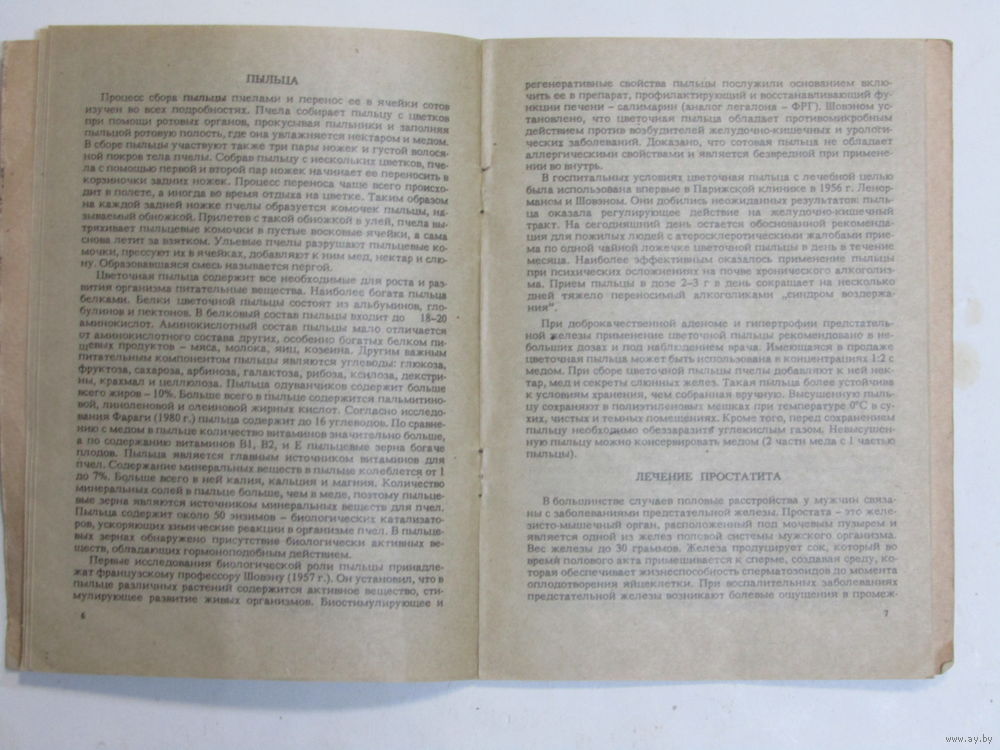 ПЫЛЬЦА
Процесс сбора пыльцы пчелами и перенос ее в ячейки сотов
изучен во всех подробностях. Пчела собирает пыльцу с цветков
при помощи ротовых органов, прокусывая пыльники и заполняя
пыльцой ротовую полость, где она увлажняется нектаром и медом.
В сборе пыльцы участвуют также три пары ножек и густой волося-
ной покров тела пчелы. Собрав пыльцу с нескольких цветков, пче-
ла с помощью первой и второй пар ножек начинает ее переносить в
корзиночки задних ножек. Процесс переноса чаще всего происхо-
дит в полете, а иногда во время отдыха на цветке. Таким образом
на каждой задней ножке пчелы образуется комочек пыльцы, на-
зываемый обножкой. Прилетев с такой обножкой в улей, пчела вы-
тряхивает пыльцевые комочки в пустые восковые ячейки, а сама
снова летит за взятком. Ульевые пчелы разрушают пыльцевые ко-
мочки, прессуют их в ячейках, добавляют к ним мед, нектар и слю-
ну. Образовавшаяся смесь называется пергой.
Цветочная пыльца содержит все необходимые для роста и раз-
вития организма питательные вещества. Наиболее богата пыльца
белками. Белки цветочной пыльцы состоят из альбуминов, гло-
булинов и пектонов. В белковый состав пыльцы входит до 18–20
аминокислот. Аминокислотный состав пыльцы мало отличается
от аминокислотного состава других, особенно богатых белком пи-
щевых продуктов – мяса, молока, яиц, козеина. Другим важным
питательным компонентом пыльцы являются углеводы: глюкоза,
фруктоза, сахароза, арбиноза, галактоза, рибоза, ксилоза, декстри-
ны, крахмал и целлюлоза. Пыльца одуванчиков содержит больше
всего жиров – 10%. Больше всего в пыльце содержится пальмитино-
вой, линоленовой и олеиновой жирных кислот. Согласно исследо-
вания Фараги (1980 г.) пыльца содержит до 16 углеводов. По сравне-
нию с медом в пыльце количество витаминов значительно больше,
а по содержанию витаминов В1, В2, и Е пыльцевые зерна богаче
плодов. Пыльца является главным источником витаминов для
пчел. Содержание минеральных веществ в пыльце колеблется от 1
до 7%. Больше всего в ней калия, кальция и магния. Количество
минеральных солей в пыльце больше, чем в меде, поэтому пыльце-
вые зерна являются источником минеральных веществ для пчел.
Пыльца содержит около 50 энзимов – биологических катализато-
ров, ускоряющих химические реакции в организме пчел. В пыльце-
вых зернах обнаружено присутствие биологически активных ве-
ществ, обладающих гормоноподобным действием.
Первые исследования биологической роли пыльцы принадле-
жат французскому профессору Шовэну (1957 г.). Он установил, что в
пыльце различных растений содержится активное вещество, сти-
мулирующее развитие живых организмов. Биостимулирующее и
6
регенеративные свойства пыльцы послужили основанием вклю-
чить ее в препарат, профилактирующий и восстанавливающий фу-
нкции печени – салимарин (аналог легалона – ФРГ). Шовэном ус-
тановлено, что цветочная пыльца обладает противомикробным
действием против возбудителей желудочно-кишечных и урологи-
ческих заболеваний. Доказано, что сотовая пыльца не обладает
аллергическими свойствами и является безвредной при примене-
нии во внутрь.
В госпитальных условиях цветочная пыльца с лечебной целью
была использована впервые в Парижской клинике в 1956 г. Ленор-
маном и Шовэном. Они добились неожиданных результатов: пыль-
ца оказала регулирующее действие на желудочно-кишечный
тракт. На сегодняшний день остается обоснованной рекоменда-
ция для пожилых людей с атеросклеротическими жалобами прие-
ма по одной чайной ложечке цветочной пыльцы в день в течение
месяца. Наиболее эффективным оказалось применение пыльцы
при психических осложнениях на почве хронического алкоголиз-
ма. Прием пыльцы в дозе 2–3 г в день сокращает на несколько
дней тяжело переносимый алкоголиками „синдром воздержа-
ния".
При доброкачественной аденоме и гипертрофии предстатель-
ной железы применение цветочной пыльцы рекомендовано в не-
больших дозах и под наблюдением врача. Имеющаяся в продаже
цветочная пыльца может быть использована в концентрациях 1:2 с
медом. При сборе цветочной пыльцы пчелы добавляют к ней нек-
тар, мед и секреты слюнных желез. Такая пыльца более устойчива
к условиям хранения, чем собранная вручную. Высушенную пыль-
цу сохраняют в полиэтиленовых мешках при температуре 0°С в су-
хих, чистых и темных помещениях. Кроме того, перед сохранением
пыльцу необходимо обеззаразить углекислым газом. Невысушен-
ную пыльцу можно консервировать медом (2 части меда с 1 частью
пыльцы).
ЛЕЧЕНИЕ ПРОСТАТИТА
В большинстве случаев половые расстройства у мужчин связа-
ны с заболеваниями предстательной железы. Простата – это желе-
зисто-мышечный орган, расположенный под мочевым пузырем и
является одной из желез половой системы мужского организма.
Вес железы до 30 граммов. Железа продуцирует сок, который во
время полового акта примешивается к сперме, создавая среду, ко-
торая обеспечивает жизнеспособность сперматозоидов до момента
оплодотворения яйцеклетки. При воспалительных заболеваниях
предстательной железы возникают болевые ощущения в промеж-
7
www.ay.by